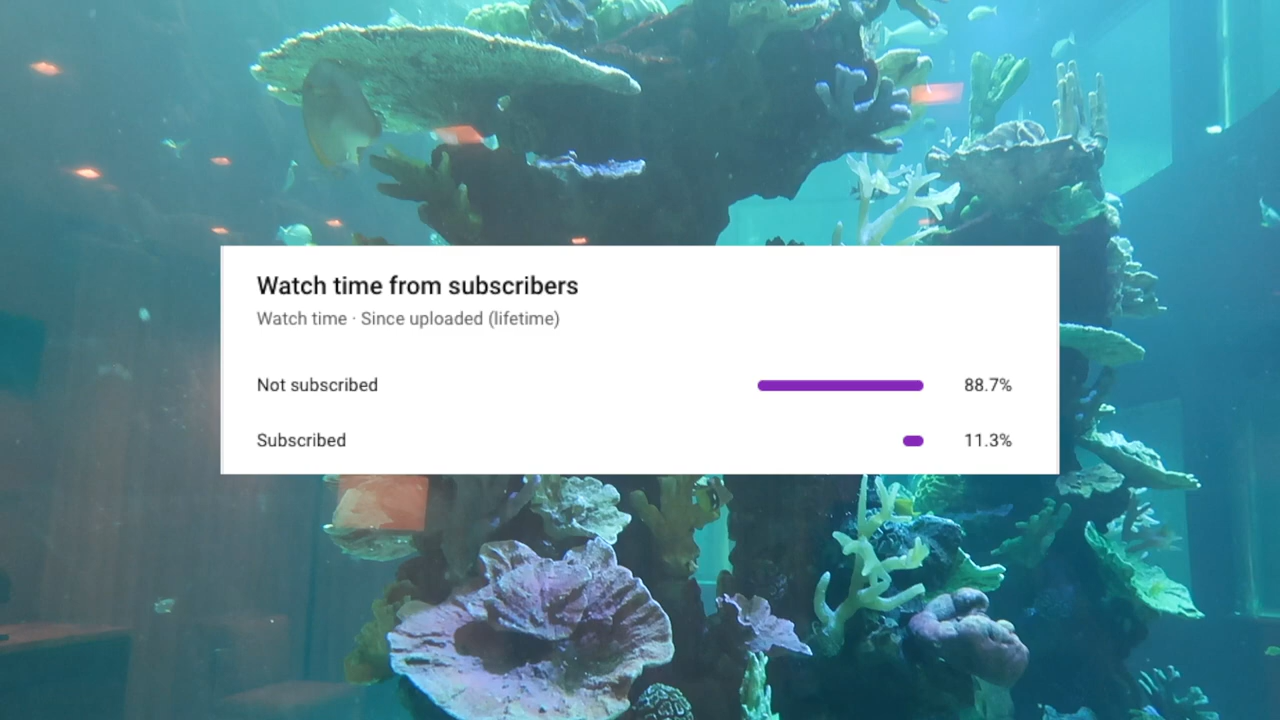 Watch time from subscribers
Watch time · Since uploaded (lifetime)
Not subscribed 88.7%
Subscribed 11.3%